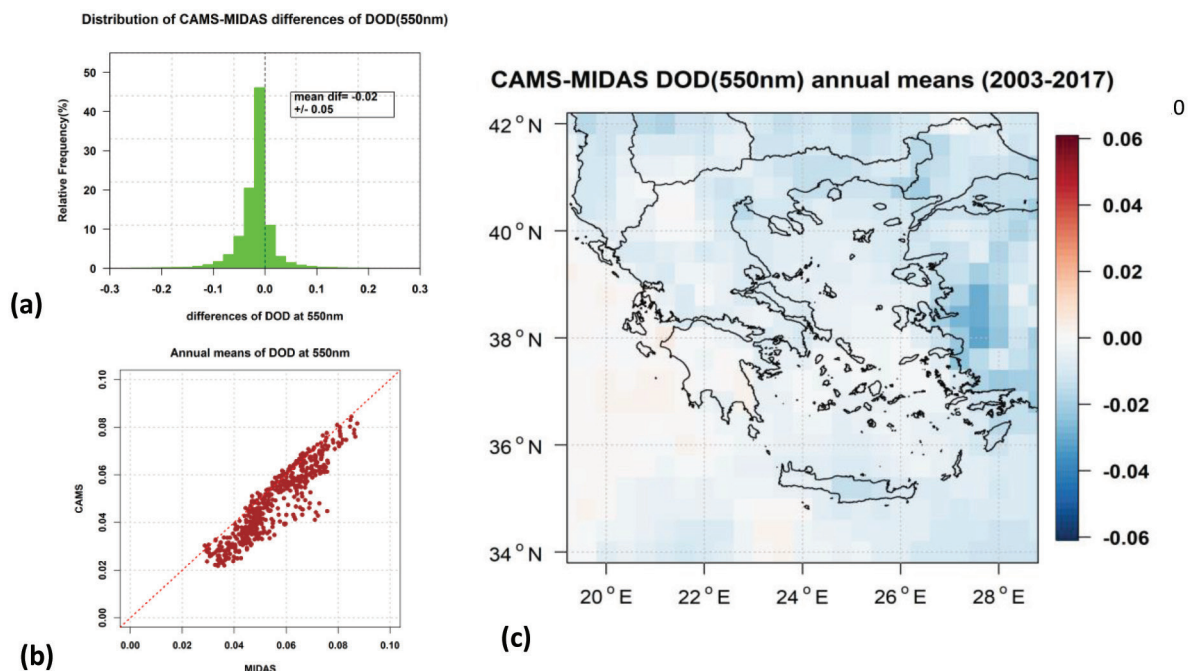 Distribution of CAMS-MIDAS differences of DOD(550nm)
50
40
30
20
10
0
Relative Frequency(%)
mean dif= -0.02
+/- 0.05
-0.3 -0.2 -0.1 0.0 0.1 0.2 0.3
differences of DOD at 550nm
(a)
Annual means of DOD at 550nm
0.10
0.08
0.06
0.04
0.02
0.00
CAMS
0.00 0.02 0.04 0.06 0.08 0.10
MIDAS
(b)
CAMS-MIDAS DOD(550nm) annual means (2003-2017)
42°N
40°N
38°N
36°N
34°N
20°E 22°E 24°E 26°E 28°E
0.06
0.04
0.02
0.00
-0.02
-0.04
-0.06
.0
(c)